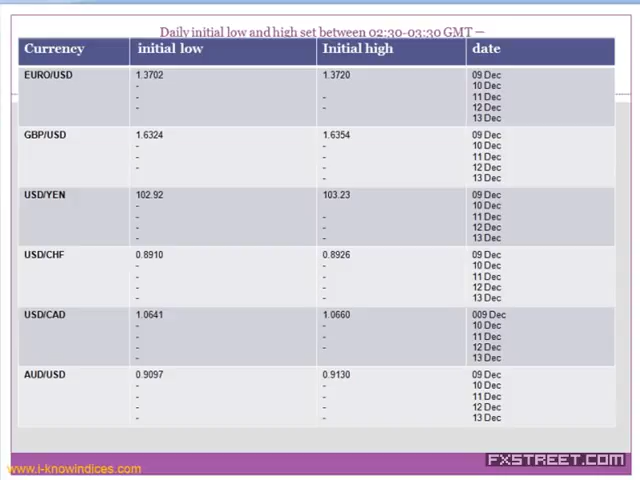 Daily initial low and high set between 02:30-03:30 GMT –
Currency initial low Initial high date
EURO/USD 1.3702 1.3720 09 Dec
- 10 Dec
- - 11 Dec
- - 12 Dec
13 Dec
GBP/USD 1.6324 1.6354 09 Dec
- - 10 Dec
- - 11 Dec
- - 12 Dec
- - 13 Dec
USD/YEN 102.92 103.23 09 Dec
- 10 Dec
- - 11 Dec
- - 12 Dec
- - 13 Dec
USD/CHF 0.8910 0.8926 09 Dec
- - 10 Dec
- - 11 Dec
- - 12 Dec
- - 13 Dec
USD/CAD 1.0641 1.0660 009 Dec
- - 10 Dec
- - 11 Dec
- - 12 Dec
- 13 Dec
AUD/USD 0.9097 0.9130 09 Dec
- - 10 Dec
- - 11 Dec
- - 12 Dec
- - 13 Dec
www.i-knowindices.com
FXSTREET.COM